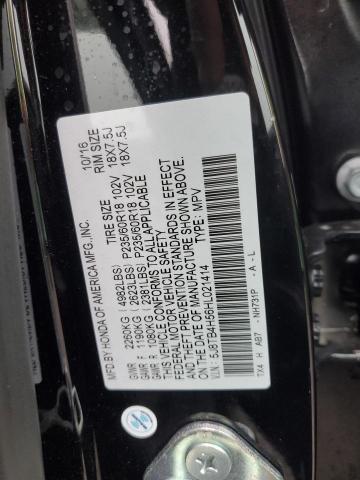 MFD. BY HONDA OF AMERICA MFG., INC. 10/16
TIRE SIZE RIM SIZE
GVWR 2260KG (4982LBS)
GAWR F 1190KG (2623LBS) P235/60R18 102V 18X7.5J
GAWR R 1080KG (2381LBS) P235/60R18 102V 18X7.5J
THIS VEHICLE CONFORMS TO ALL APPLICABLE
FEDERAL MOTOR VEHICLE SAFETY
AND THEFT PREVENTION STANDARDS IN EFFECT
ON THE DATE OF MANUFACTURE SHOWN ABOVE.
V.I.N.: 5J8TB4H56HL021414 TYPE: MPV
TX4 H AB7 - NH731P - A - L